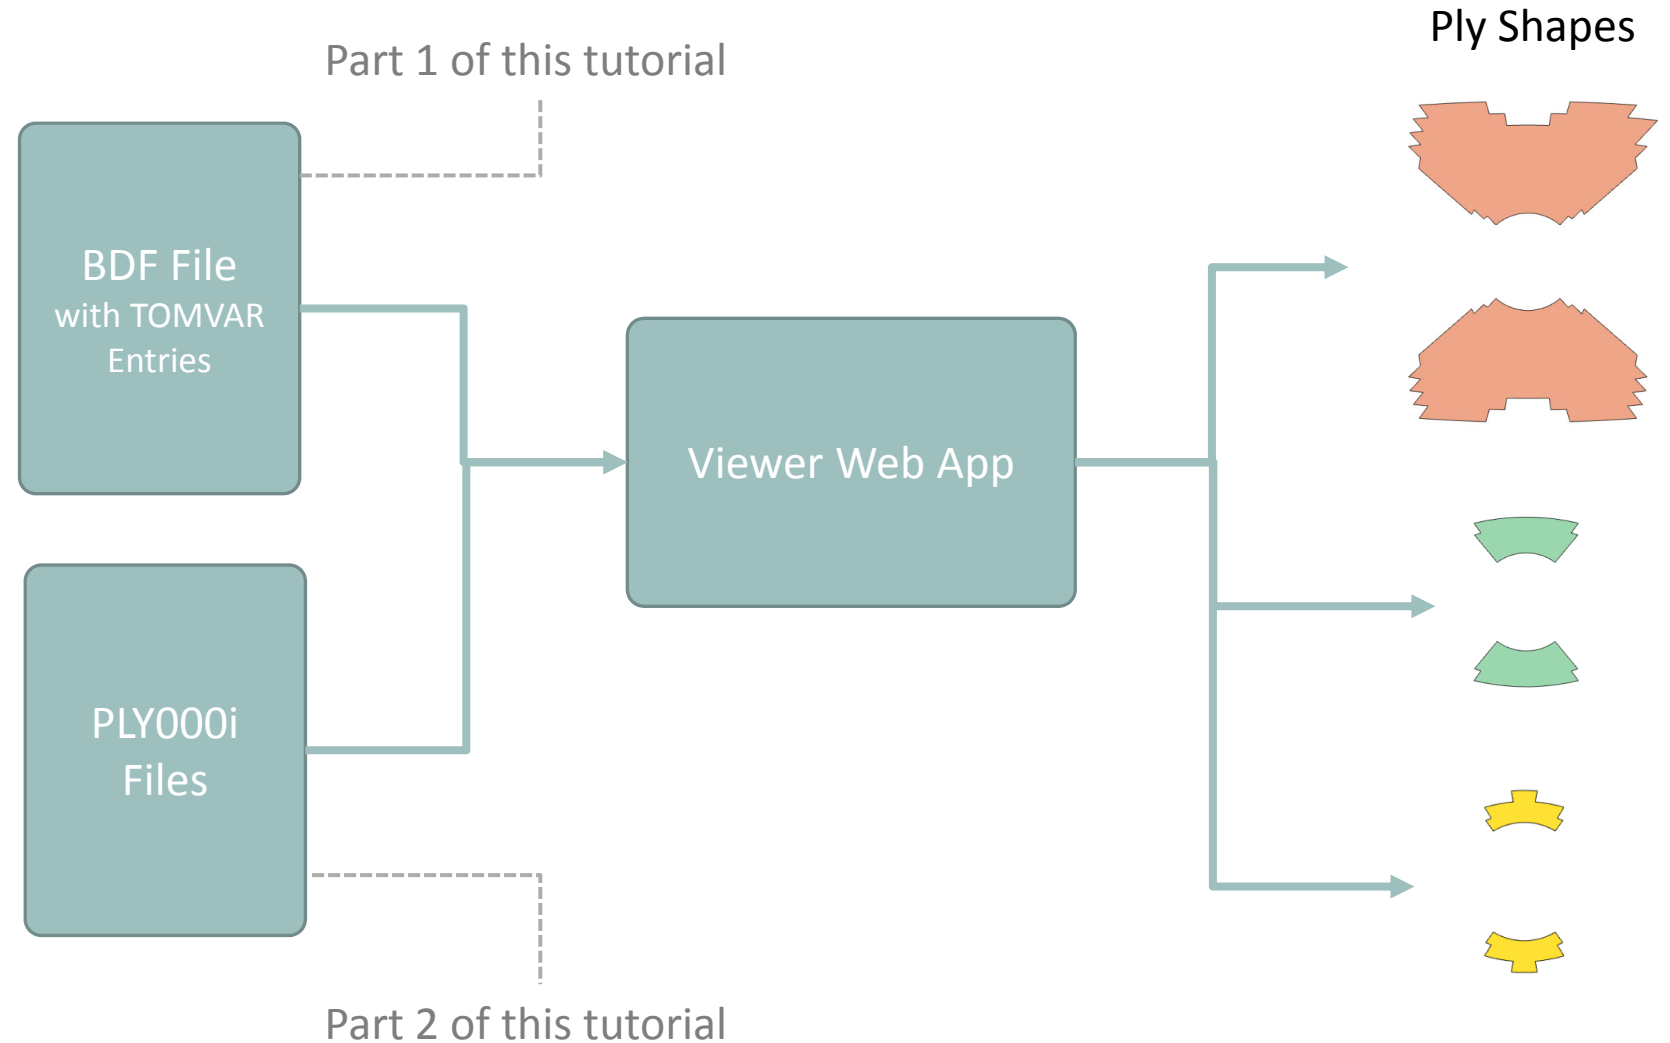 Ply Shapes
Part 1 of this tutorial
BDF File
with TOMVAR
Entries
Viewer Web App
PLY000i
Files
Part 2 of this tutorial